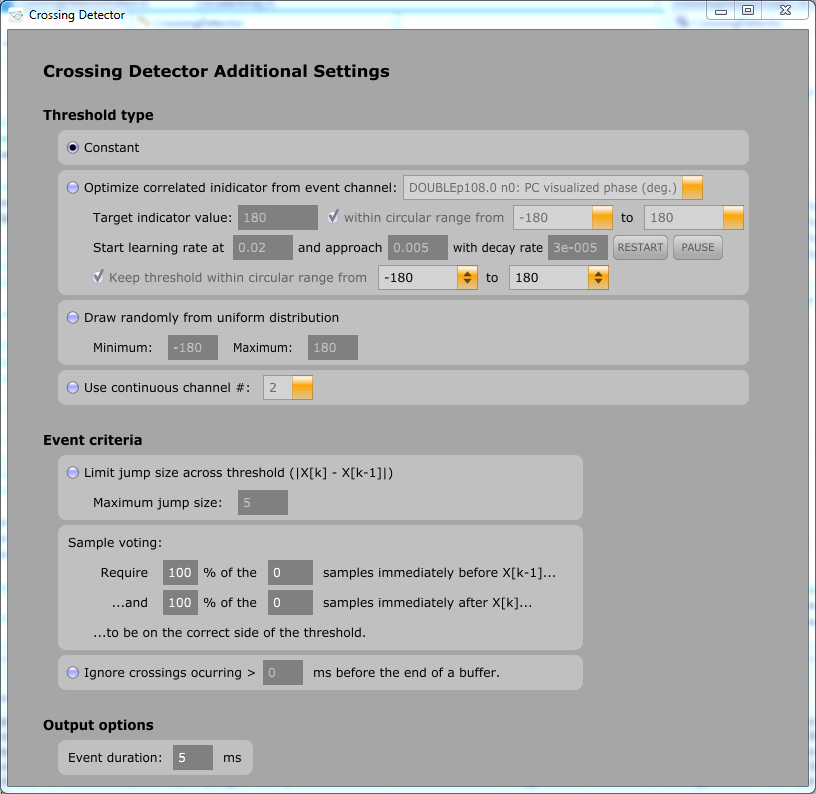 Crossing Detector
Crossing Detector Additional Settings
Threshold type
Constant
Optimize correlated inidicator from event channel: DOUBLEp108.0 n0: PC visualized phase (deg.)
Target indicator value: 180 within circular range from -180 to 180
Start learning rate at 0.02 and approach 0.005 with decay rate 3e-005 RESTART PAUSE
Keep threshold within circular range from -180 to 180
Draw randomly from uniform distribution
Minimum: -180 Maximum: 180
Use continuous channel #: 2
Event criteria
Limit jump size across threshold (|X[k] - X[k-1]|)
Maximum jump size: 5
Sample voting:
Require 100 % of the 0 samples immediately before X[k-1]...
...and 100 % of the 0 samples immediately after X[k]...
...to be on the correct side of the threshold.
Ignore crossings ocurring > 0 ms before the end of a buffer.
Output options
Event duration: 5 ms